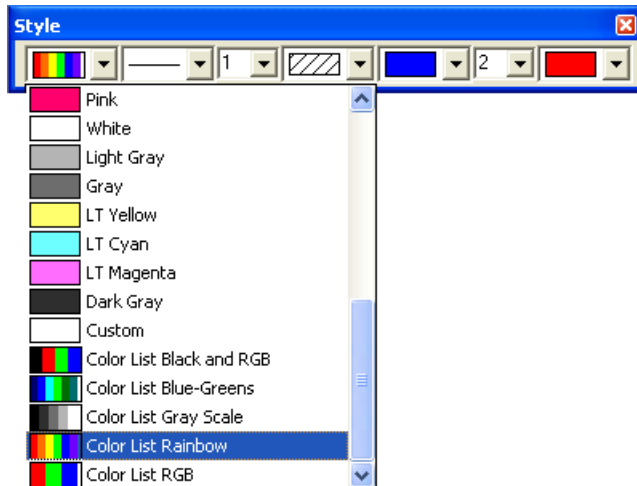 Style
1 2
Pink
White
Light Gray
Gray
LT Yellow
LT Cyan
LT Magenta
Dark Gray
Custom
Color List Black and RGB
Color List Blue-Greens
Color List Gray Scale
Color List Rainbow
Color List RGB